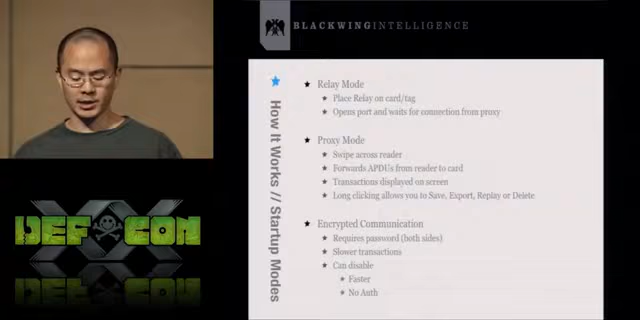 BLACKWINGINTELLIGENCE
How It Works // Startup Modes
Relay Mode
Place Relay on card/tag
Opens port and waits for connection from proxy
Proxy Mode
Swipe across reader
Forwards APDUs from reader to card
Transactions displayed on screen
Long clicking allows you to Save, Export, Replay or Delete
Encrypted Communication
Requires password (both sides)
Slower transactions
Can disable
Faster
No Auth
DEF CON
XX